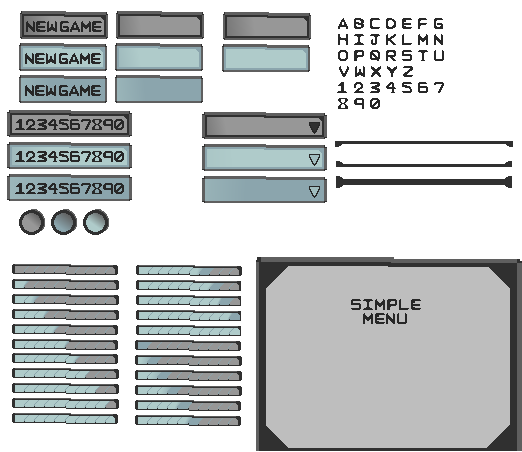 NEWGAME
NEWGAME
NEWGAME
ABCDEFG
HIJKLMN
OPQRSTU
VWXYZ
1234567
890
1234567890
1234567890
1234567890
SIMPLE
MENU